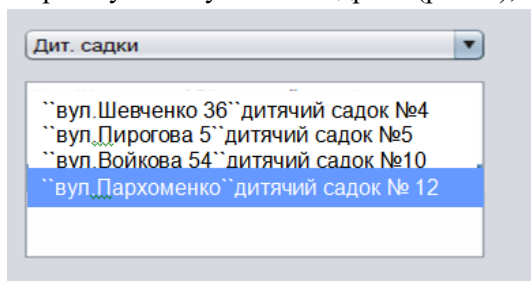 Дит. садки
``вул.Шевченко 36``дитячий садок №4
``вул.Пирогова 5``дитячий садок №5
``вул.Войкова 54``дитячий садок №10
``вул.Пархоменко``дитячий садок № 12